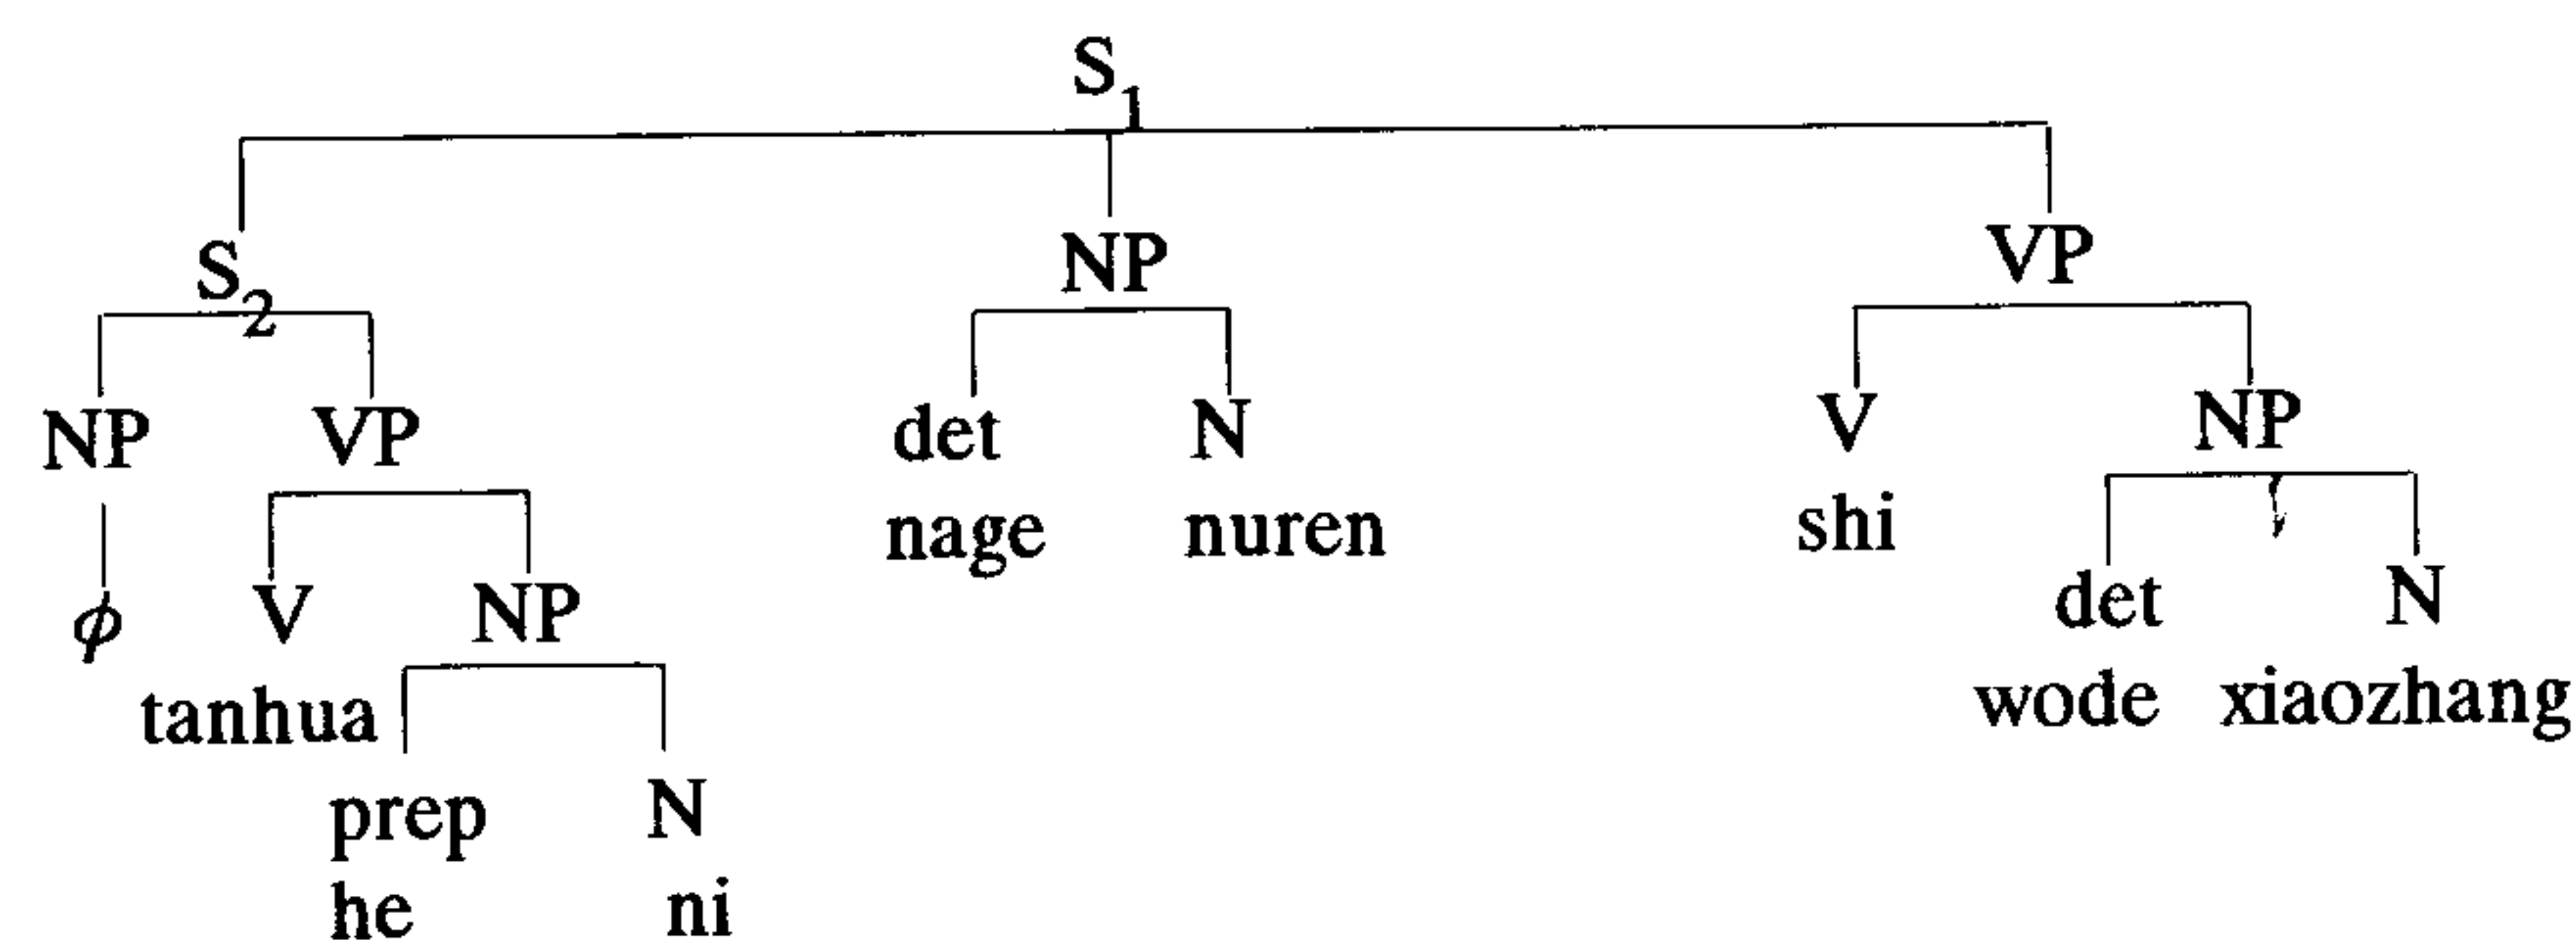 S₁
S₂ NP VP
NP VP det N V NP
nage nuren shi
ϕ V NP det N
tanhua wode xiaozhang
prep N
he ni